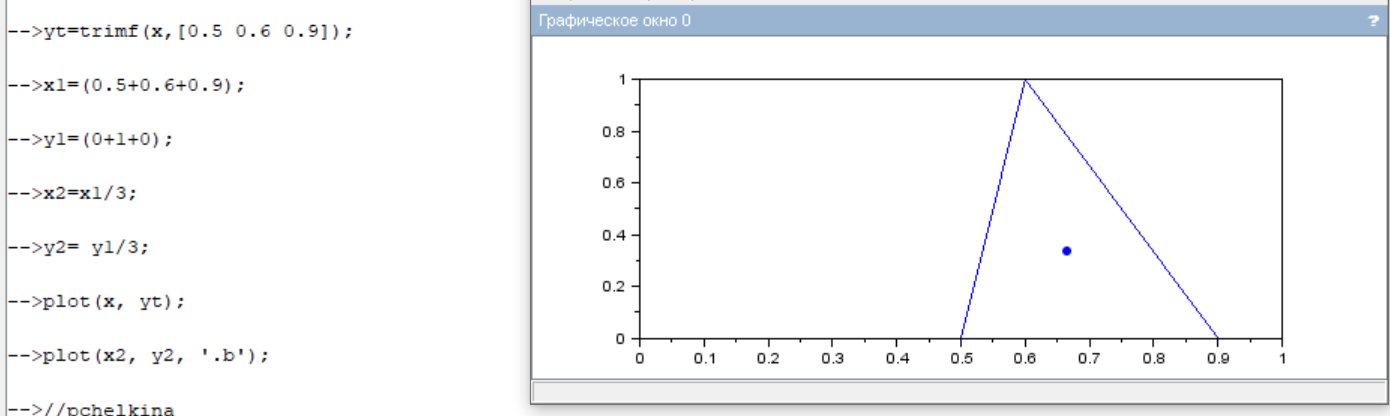 -->yt=trimf(x,[0.5 0.6 0.9]);
-->x1=(0.5+0.6+0.9);
-->y1=(0+1+0);
-->x2=x1/3;
-->y2= y1/3;
-->plot(x, yt);
-->plot(x2, y2, '.b');
-->//pchelkina
Графическое окно 0
?
1
0.8
0.6
0.4
0.2
0
0 0.1 0.2 0.3 0.4 0.5 0.6 0.7 0.8 0.9 1